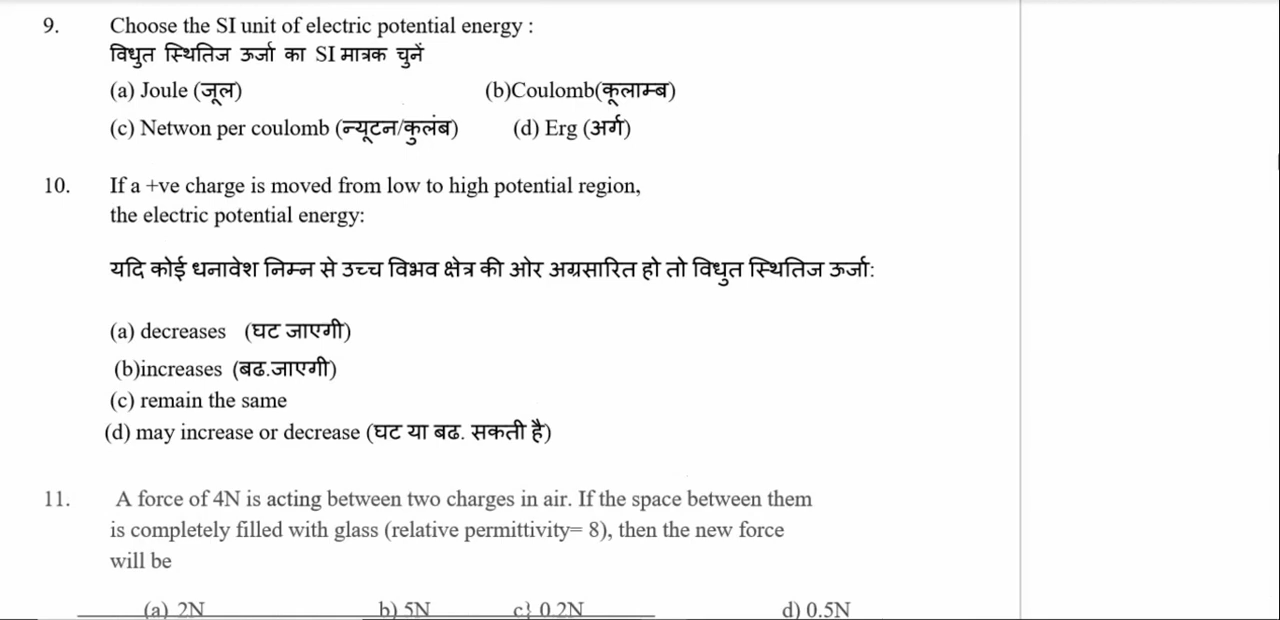 9. Choose the SI unit of electric potential energy :
विधुत स्थितिज ऊर्जा का SI मात्रक चुनें
(a) Joule (जूल) (b)Coulomb(कूलाम्ब)
(c) Netwon per coulomb (न्यूटन/कुलंब) (d) Erg (अर्ग)
10. If a +ve charge is moved from low to high potential region,
the electric potential energy:
यदि कोई धनावेश निम्न से उच्च विभव क्षेत्र की ओर अग्रसारित हो तो विधुत स्थितिज ऊर्जा:
(a) decreases (घट जाएगी)
(b)increases (बढ.जाएगी)
(c) remain the same
(d) may increase or decrease (घट या बढ. सकती है)
11. A force of 4N is acting between two charges in air. If the space between them
is completely filled with glass (relative permittivity= 8), then the new force
will be
(a) 2N b) 5N c} 0.2N d) 0.5N